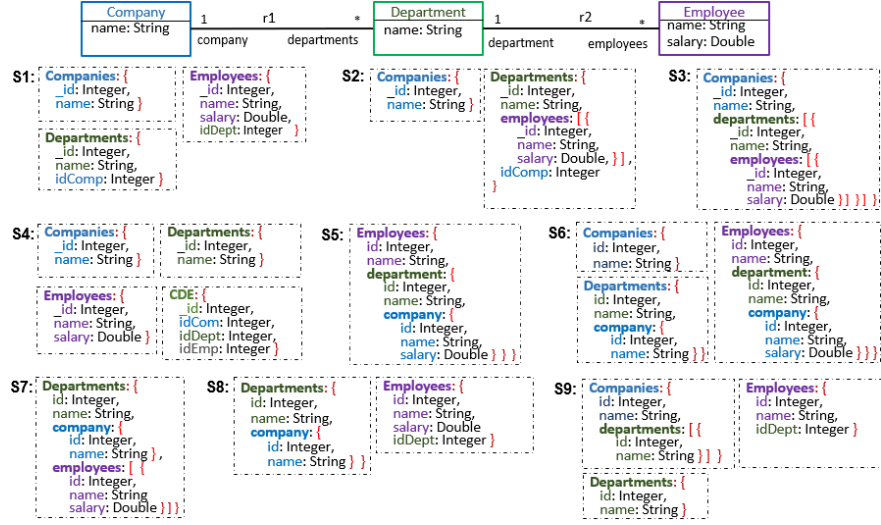 Company
name: String
1 r1 *
company departments
Department
name: String
1 r2 *
department employees
Employee
name: String
salary: Double
S1:
Companies: {
_id: Integer,
name: String }
Employees: {
_id: Integer,
name: String,
salary: Double,
idDept: Integer }
Departments: {
_id: Integer,
name: String,
idComp: Integer }
S2:
Companies: {
_id: Integer,
name: String }
Departments: {
_id: Integer,
name: String,
employees: [ {
_id: Integer,
name: String,
salary: Double, } ] ,
idComp: Integer
}
S3:
Companies: {
_id: Integer,
name: String,
departments: [ {
_id: Integer,
name: String,
employees: [ {
_id: Integer,
name: String,
salary: Double } ] } ] }
S4:
Companies: {
_id: Integer,
name: String }
Departments: {
_id: Integer,
name: String }
Employees: {
_id: Integer,
name: String,
salary: Double }
CDE: {
_id: Integer,
idCom: Integer,
idDept: Integer,
idEmp: Integer }
S5:
Employees: {
id: Integer,
name: String,
department: {
id: Integer,
name: String,
company: {
id: Integer,
name: String,
salary: Double } } }
S6:
Companies: {
id: Integer,
name: String }
Departments: {
id: Integer,
name: String,
company: {
id: Integer,
name: String } }
Employees: {
id: Integer,
name: String,
department: {
id: Integer,
name: String,
company: {
id: Integer,
name: String,
salary: Double } } }
S7:
Departments: {
id: Integer,
name: String,
company: {
id: Integer,
name: String } ,
employees: [ {
id: Integer,
name: String
salary: Double } ] }
S8:
Departments: {
id: Integer,
name: String,
company: {
id: Integer,
name: String } }
Employees: {
id: Integer,
name: String,
salary: Double
idDept: Integer }
S9:
Companies: {
id: Integer,
name: String,
departments: [ {
id: Integer,
name: String } ] }
Employees: {
id: Integer,
name: String,
idDept: Integer }
Departments: {
id: Integer,
name: String }